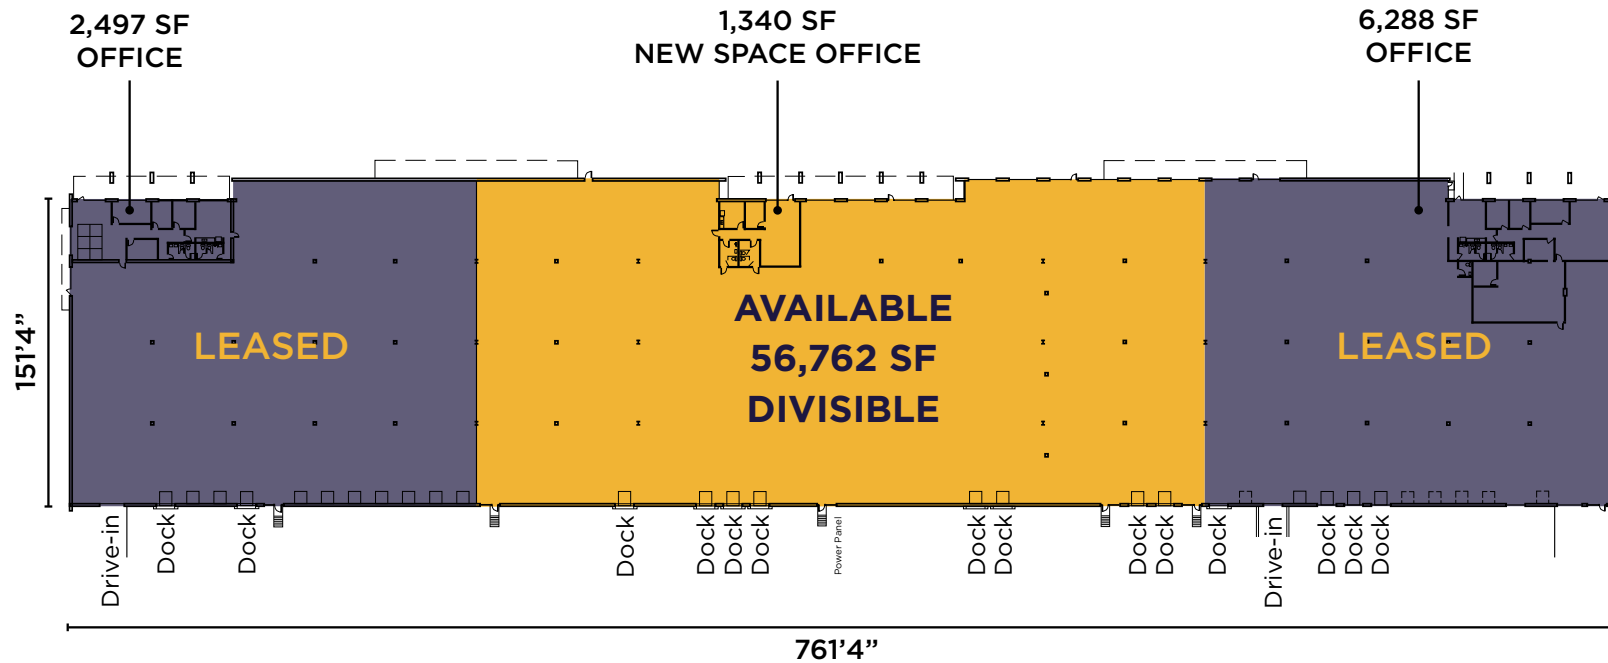 2,497 SF
OFFICE
1,340 SF
NEW SPACE OFFICE
6,288 SF
OFFICE
151’4”
LEASED
AVAILABLE
56,762 SF
DIVISIBLE
LEASED
Drive-in
Dock
Dock
Dock
Dock
Dock
Dock
Power Panel
Dock
Dock
Dock
Dock
Dock
Drive-in
Dock
Dock
Dock
761’4”